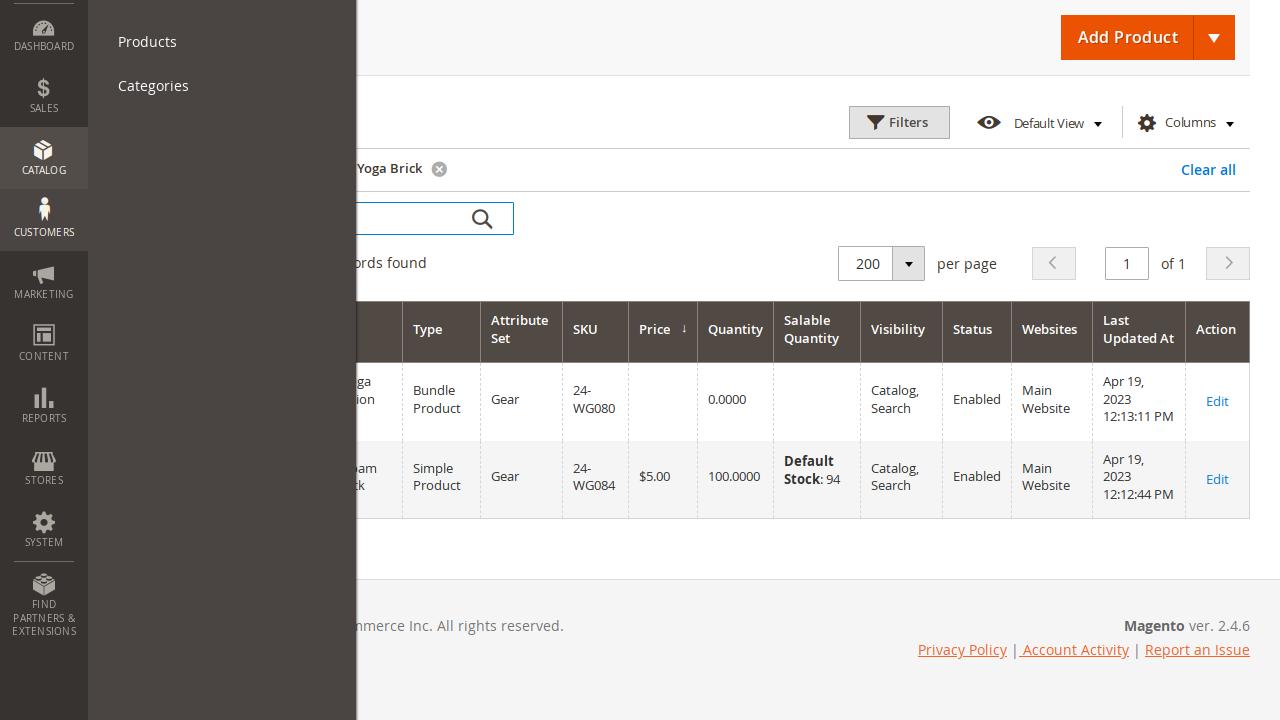 DASHBOARD
SALES
CATALOG
CUSTOMERS
MARKETING
CONTENT
REPORTS
STORES
SYSTEM
FIND
PARTNERS &
EXTENSIONS
Products
Categories
Add Product
Filters
Default View
Columns
Yoga Brick
Clear all
ords found
200
per page
1
of 1
Type
Attribute
Set
SKU
Price ↓
Quantity
Salable
Quantity
Visibility
Status
Websites
Last
Updated At
Action
ga
ion
Bundle
Product
Gear
24-
WG080
0.0000
Catalog,
Search
Enabled
Main
Website
Apr 19,
2023
12:13:11 PM
Edit
am
ck
Simple
Product
Gear
24-
WG084
$5.00
100.0000
Default
Stock: 94
Catalog,
Search
Enabled
Main
Website
Apr 19,
2023
12:12:44 PM
Edit
mmerce Inc. All rights reserved.
Magento ver. 2.4.6
Privacy Policy | Account Activity | Report an Issue